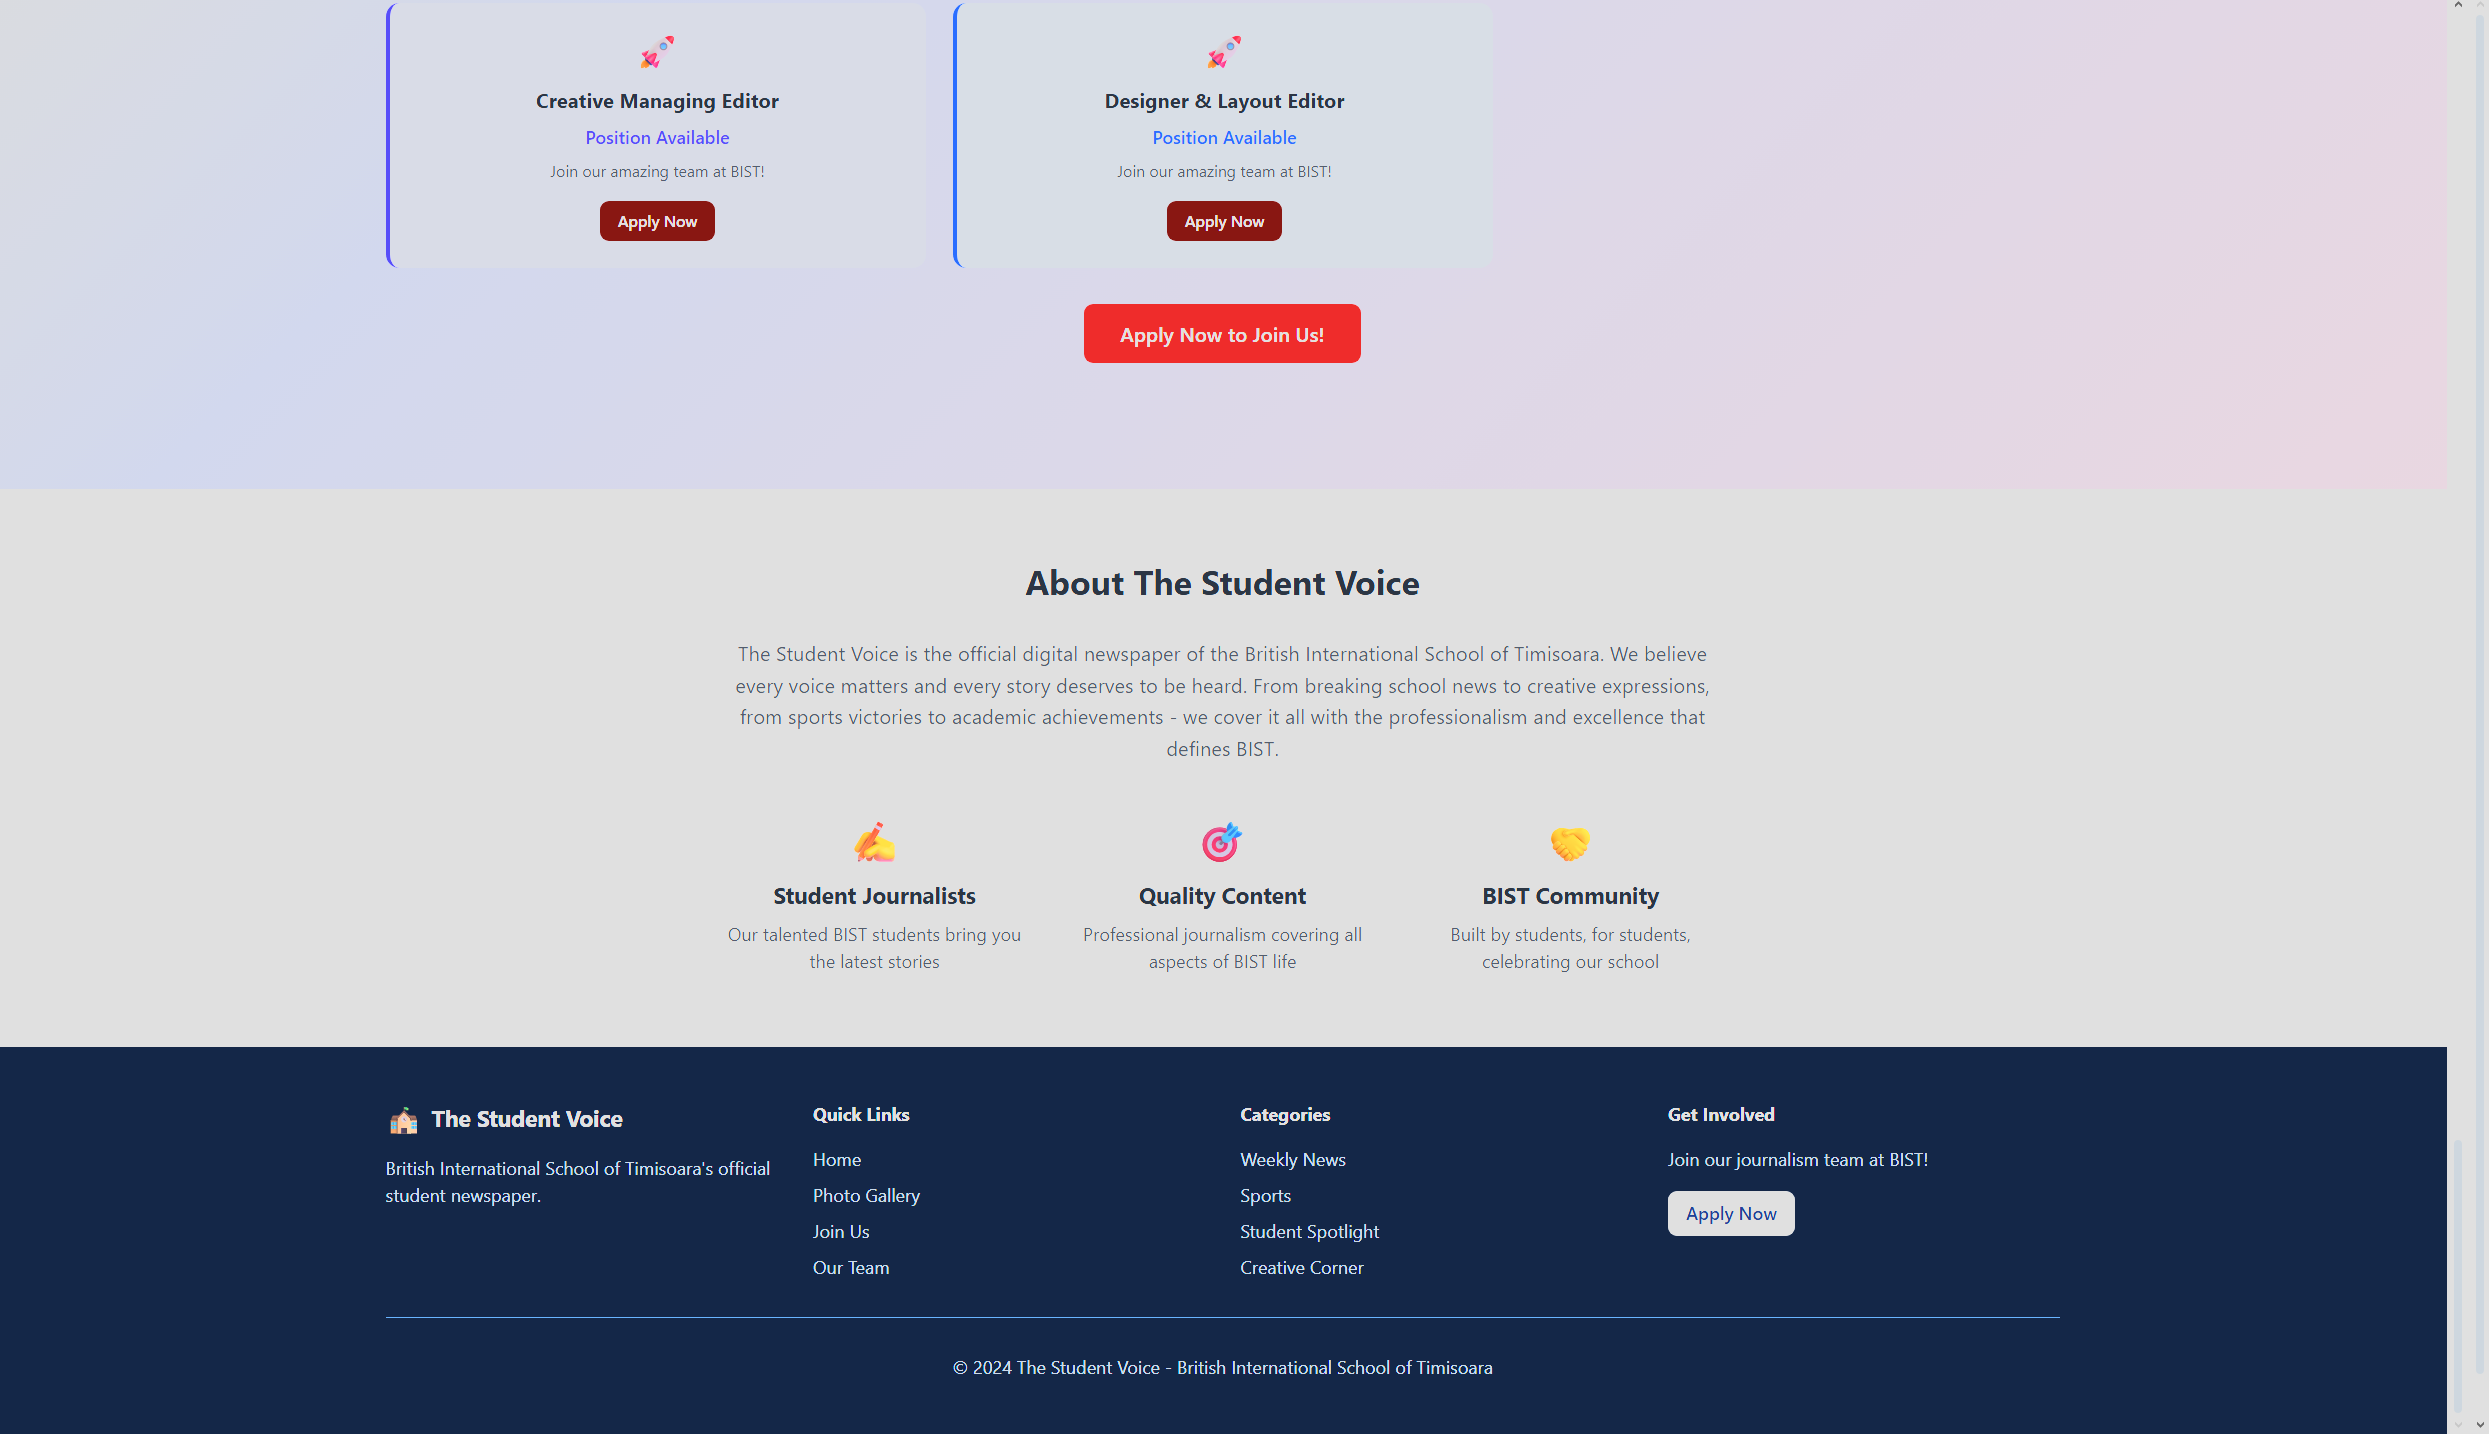 Creative Managing Editor
Position Available
Join our amazing team at BIST!
Apply Now
Designer & Layout Editor
Position Available
Join our amazing team at BIST!
Apply Now
Apply Now to Join Us!
About The Student Voice
The Student Voice is the official digital newspaper of the British International School of Timisoara. We believe
every voice matters and every story deserves to be heard. From breaking school news to creative expressions,
from sports victories to academic achievements - we cover it all with the professionalism and excellence that
defines BIST.
Student Journalists
Our talented BIST students bring you
the latest stories
Quality Content
Professional journalism covering all
aspects of BIST life
BIST Community
Built by students, for students,
celebrating our school
The Student Voice
British International School of Timisoara's official
student newspaper.
Quick Links
Home
Photo Gallery
Join Us
Our Team
Categories
Weekly News
Sports
Student Spotlight
Creative Corner
Get Involved
Join our journalism team at BIST!
Apply Now
© 2024 The Student Voice - British International School of Timisoara